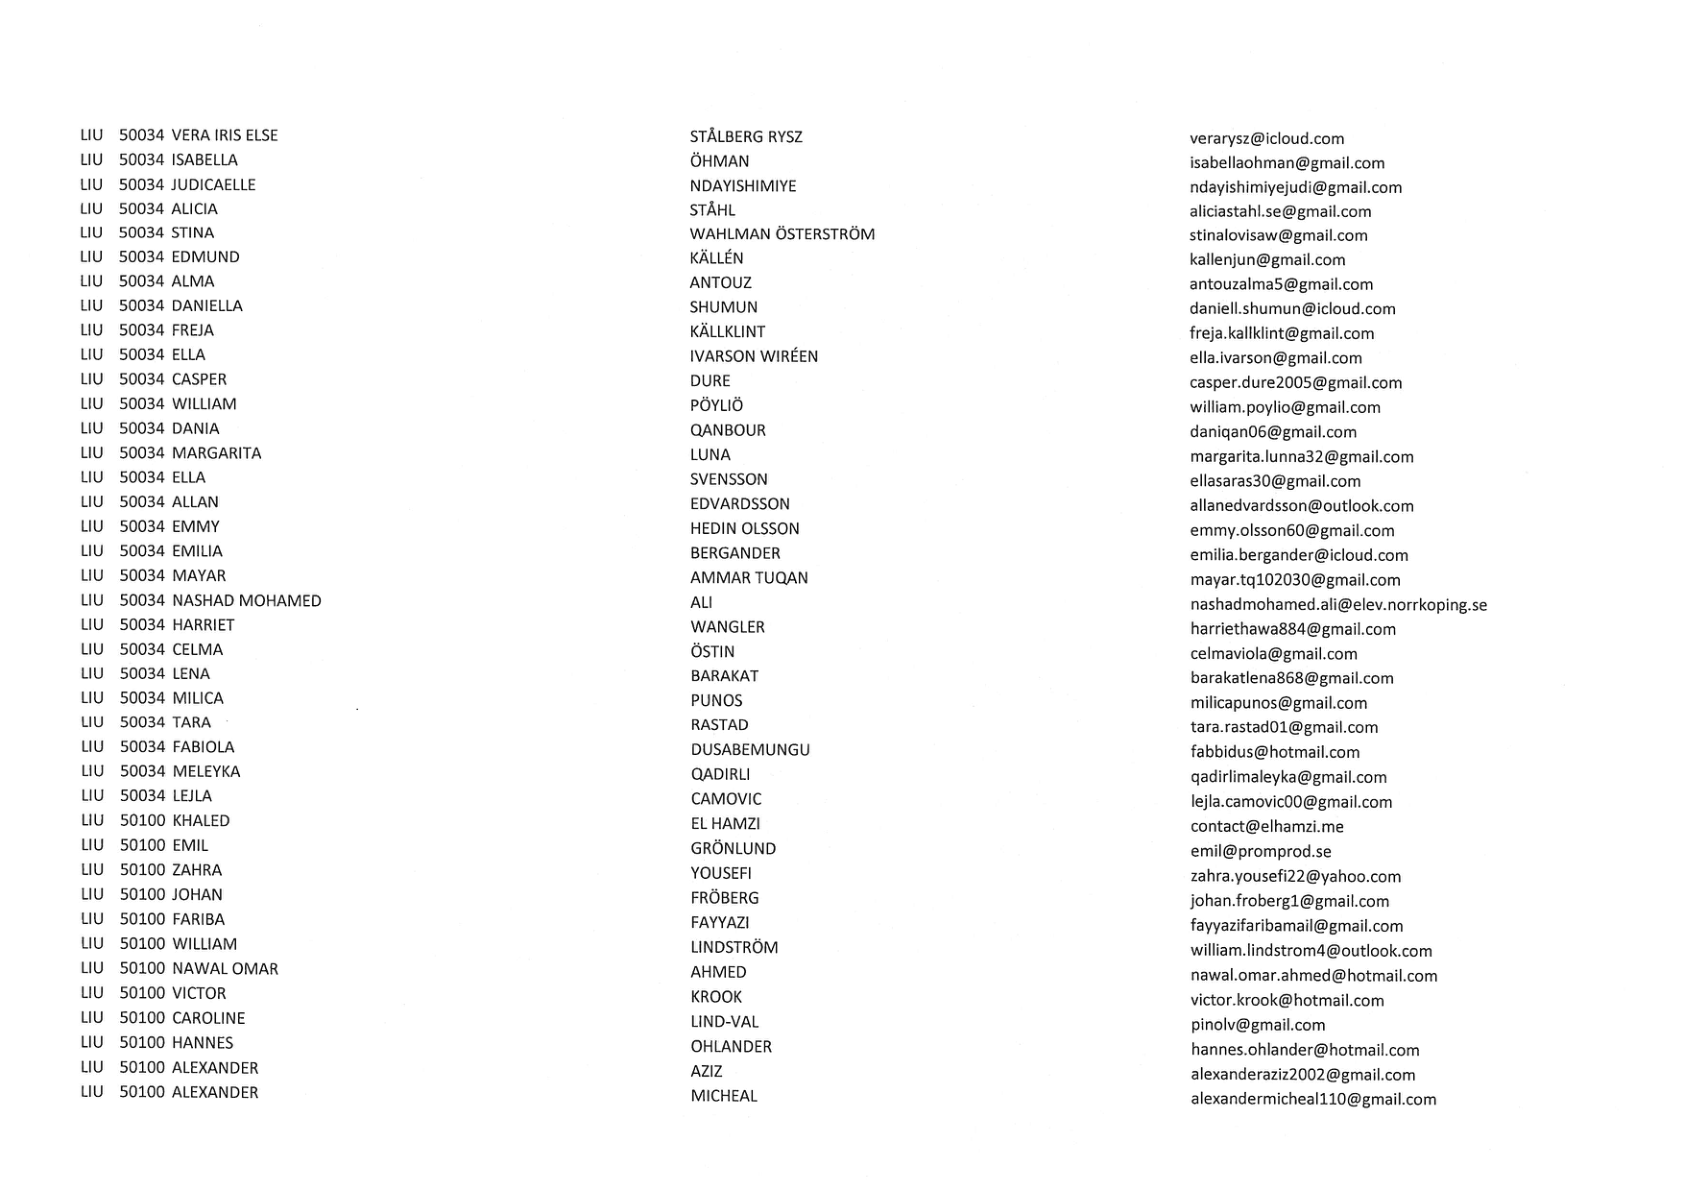 LIU 50034 VERA IRIS ELSE STÅLBERG RYSZ verarysz@icloud.com
LIU 50034 ISABELLA ÖHMAN isabellaohman@gmail.com
LIU 50034 JUDICAELLE NDAYISHIMIYE ndayishimiyejudi@gmail.com
LIU 50034 ALICIA STÅHL aliciastahl.se@gmail.com
LIU 50034 STINA WAHLMAN ÖSTERSTRÖM stinalovisaw@gmail.com
LIU 50034 EDMUND KÄLLÉN kallenjun@gmail.com
LIU 50034 ALMA ANTOUZ antouzalma5@gmail.com
LIU 50034 DANIELLA SHUMUN daniell.shumun@icloud.com
LIU 50034 FREJA KÄLLKLINT freja.kallklint@gmail.com
LIU 50034 ELLA IVARSON WIRÉEN ella.ivarson@gmail.com
LIU 50034 CASPER DURE casper.dure2005@gmail.com
LIU 50034 WILLIAM PÖYLIÖ william.poylio@gmail.com
LIU 50034 DANIA QANBOUR daniqan06@gmail.com
LIU 50034 MARGARITA LUNA margarita.lunna32@gmail.com
LIU 50034 ELLA SVENSSON ellasaras30@gmail.com
LIU 50034 ALLAN EDVARDSSON allanedvardsson@outlook.com
LIU 50034 EMMY HEDIN OLSSON emmy.olsson60@gmail.com
LIU 50034 EMILIA BERGANDER emilia.bergander@icloud.com
LIU 50034 MAYAR AMMAR TUQAN mayar.tq102030@gmail.com
LIU 50034 NASHAD MOHAMED ALI nashadmohamed.ali@elev.norrkoping.se
LIU 50034 HARRIET WANGLER harriethawa884@gmail.com
LIU 50034 CELMA ÖSTIN celmaviola@gmail.com
LIU 50034 LENA BARAKAT barakatlena868@gmail.com
LIU 50034 MILICA PUNOS milicapunos@gmail.com
LIU 50034 TARA RASTAD tara.rastad01@gmail.com
LIU 50034 FABIOLA DUSABEMUNGU fabbidus@hotmail.com
LIU 50034 MELEYKA QADIRLI qadirlimaleyka@gmail.com
LIU 50034 LEJLA CAMOVIC lejla.camovic00@gmail.com
LIU 50100 KHALED EL HAMZI contact@elhamzi.me
LIU 50100 EMIL GRÖNLUND emil@promprod.se
LIU 50100 ZAHRA YOUSEFI zahra.yousefi22@yahoo.com
LIU 50100 JOHAN FRÖBERG johan.froberg1@gmail.com
LIU 50100 FARIBA FAYYAZI fayyazifaribamail@gmail.com
LIU 50100 WILLIAM LINDSTRÖM william.lindstrom4@outlook.com
LIU 50100 NAWAL OMAR AHMED nawal.omar.ahmed@hotmail.com
LIU 50100 VICTOR KROOK victor.krook@hotmail.com
LIU 50100 CAROLINE LIND-VAL pinolv@gmail.com
LIU 50100 HANNES OHLANDER hannes.ohlander@hotmail.com
LIU 50100 ALEXANDER AZIZ alexanderaziz2002@gmail.com
LIU 50100 ALEXANDER MICHEAL alexandermicheal110@gmail.com